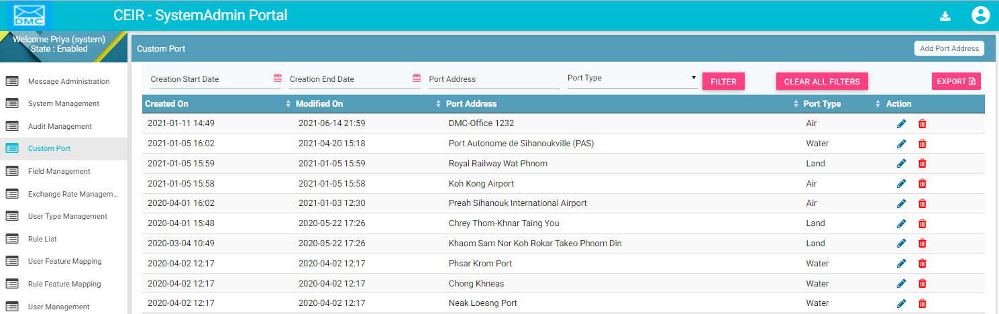 DMC
CEIR - SystemAdmin Portal
Welcome Priya (system)
State : Enabled
Message Administration
System Management
Audit Management
Custom Port
Field Management
Exchange Rate Managem...
User Type Management
Rule List
User Feature Mapping
Rule Feature Mapping
User Management
Custom Port
Add Port Address
Creation Start Date Creation End Date Port Address Port Type FILTER CLEAR ALL FILTERS EXPORT
Created On Modified On Port Address Port Type Action
2021-01-11 14:49 2021-06-14 21:59 DMC-Office 1232 Air
2021-01-05 16:02 2021-04-20 15:18 Port Autonome de Sihanoukville (PAS) Water
2021-01-05 15:59 2021-01-05 15:59 Royal Railway Wat Phnom Land
2021-01-05 15:58 2021-01-05 15:58 Koh Kong Airport Air
2020-04-01 16:02 2021-01-03 12:30 Preah Sihanouk International Airport Air
2020-04-01 15:48 2020-05-22 17:26 Chrey Thom-Khnar Taing You Land
2020-03-04 10:49 2020-05-22 17:26 Khaom Sam Nor Koh Rokar Takeo Phnom Din Land
2020-04-02 12:17 2020-04-02 12:17 Phsar Krom Port Water
2020-04-02 12:17 2020-04-02 12:17 Chong Khneas Water
2020-04-02 12:17 2020-04-02 12:17 Neak Loeang Port Water